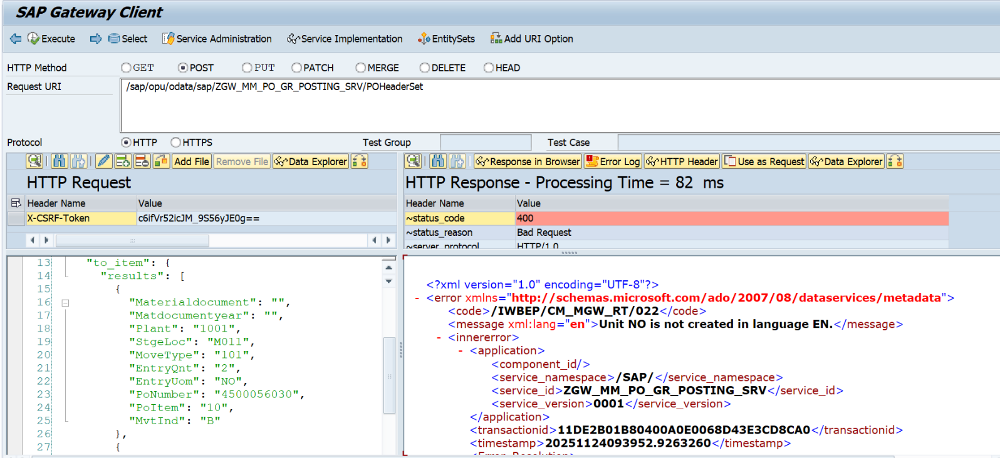 SAP Gateway Client
Execute Select Service Administration Service Implementation EntitySets Add URI Option
HTTP Method GET POST PUT PATCH MERGE DELETE HEAD
Request URI /sap/opu/odata/sap/ZGW_MM_PO_GR_POSTING_SRV/POHeaderSet
Protocol HTTP HTTPS Test Group Test Case
Add File Remove File Data Explorer
Response in Browser Error Log HTTP Header Use as Request Data Explorer
HTTP Request
HTTP Response - Processing Time = 82 ms
Header Name Value
X-CSRF-Token c6ifVr52icJM_9S56yJE0g==
Header Name Value
~status_code 400
~status_reason Bad Request
~server_protocol HTTP/1.0
13 "to_item": {
14 "results": [
15 {
16 "Materialdocument": "",
17 "Matdocumentyear": "",
18 "Plant": "1001",
19 "StgeLoc": "M011",
20 "MoveType": "101",
21 "EntryQnt": "2",
22 "EntryUom": "NO",
23 "PoNumber": "4500056030",
24 "PoItem": "10",
25 "MvtInd": "B"
26 },
27 {
<?xml version="1.0" encoding="UTF-8"?>
- <error xmlns="http://schemas.microsoft.com/ado/2007/08/dataservices/metadata">
<code>/IWBEP/CM_MGW_RT/022</code>
<message xml:lang="en">Unit NO is not created in language EN.</message>
- <innererror>
- <application>
<component_id/>
<service_namespace>/SAP/</service_namespace>
<service_id>ZGW_MM_PO_GR_POSTING_SRV</service_id>
<service_version>0001</service_version>
</application>
<transactionid>11DE2B01B80400A0E0068D43E3CD8CA0</transactionid>
<timestamp>20251124093952.9263260</timestamp>